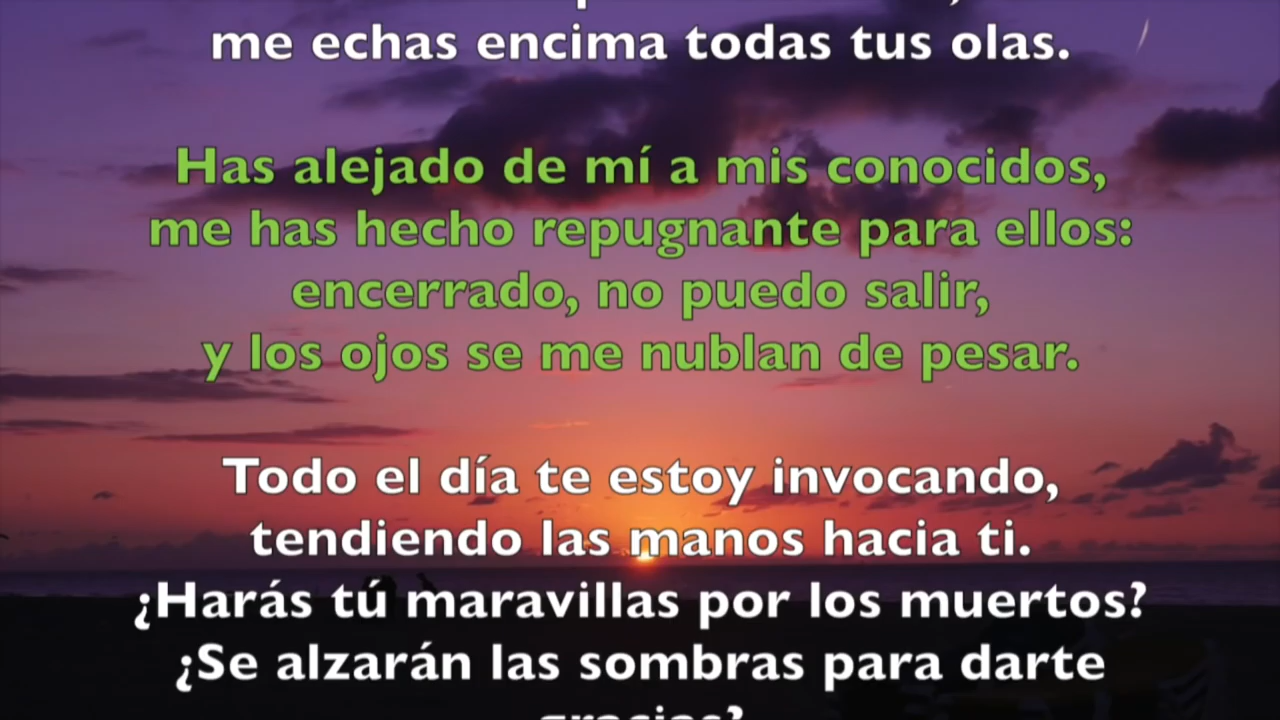 me echas encima todas tus olas.
Has alejado de mí a mis conocidos,
me has hecho repugnante para ellos:
encerrado, no puedo salir,
y los ojos se me nublan de pesar.
Todo el día te estoy invocando,
tendiendo las manos hacia ti.
¿Harás tú maravillas por los muertos?
¿Se alzarán las sombras para darte
gracias?